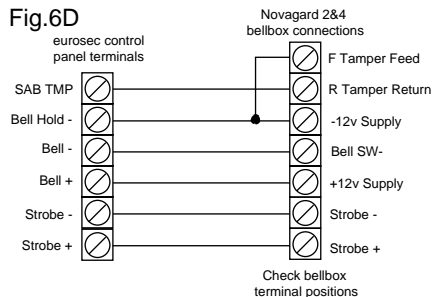 Fig.6D
eurosec control
panel terminals
Novagard 2&4
bellbox connections
F Tamper Feed
SAB TMP
R Tamper Return
Bell Hold -
-12v Supply
Bell -
Bell SW-
Bell +
+12v Supply
Strobe -
Strobe -
Strobe +
Strobe +
Check bellbox
terminal positions